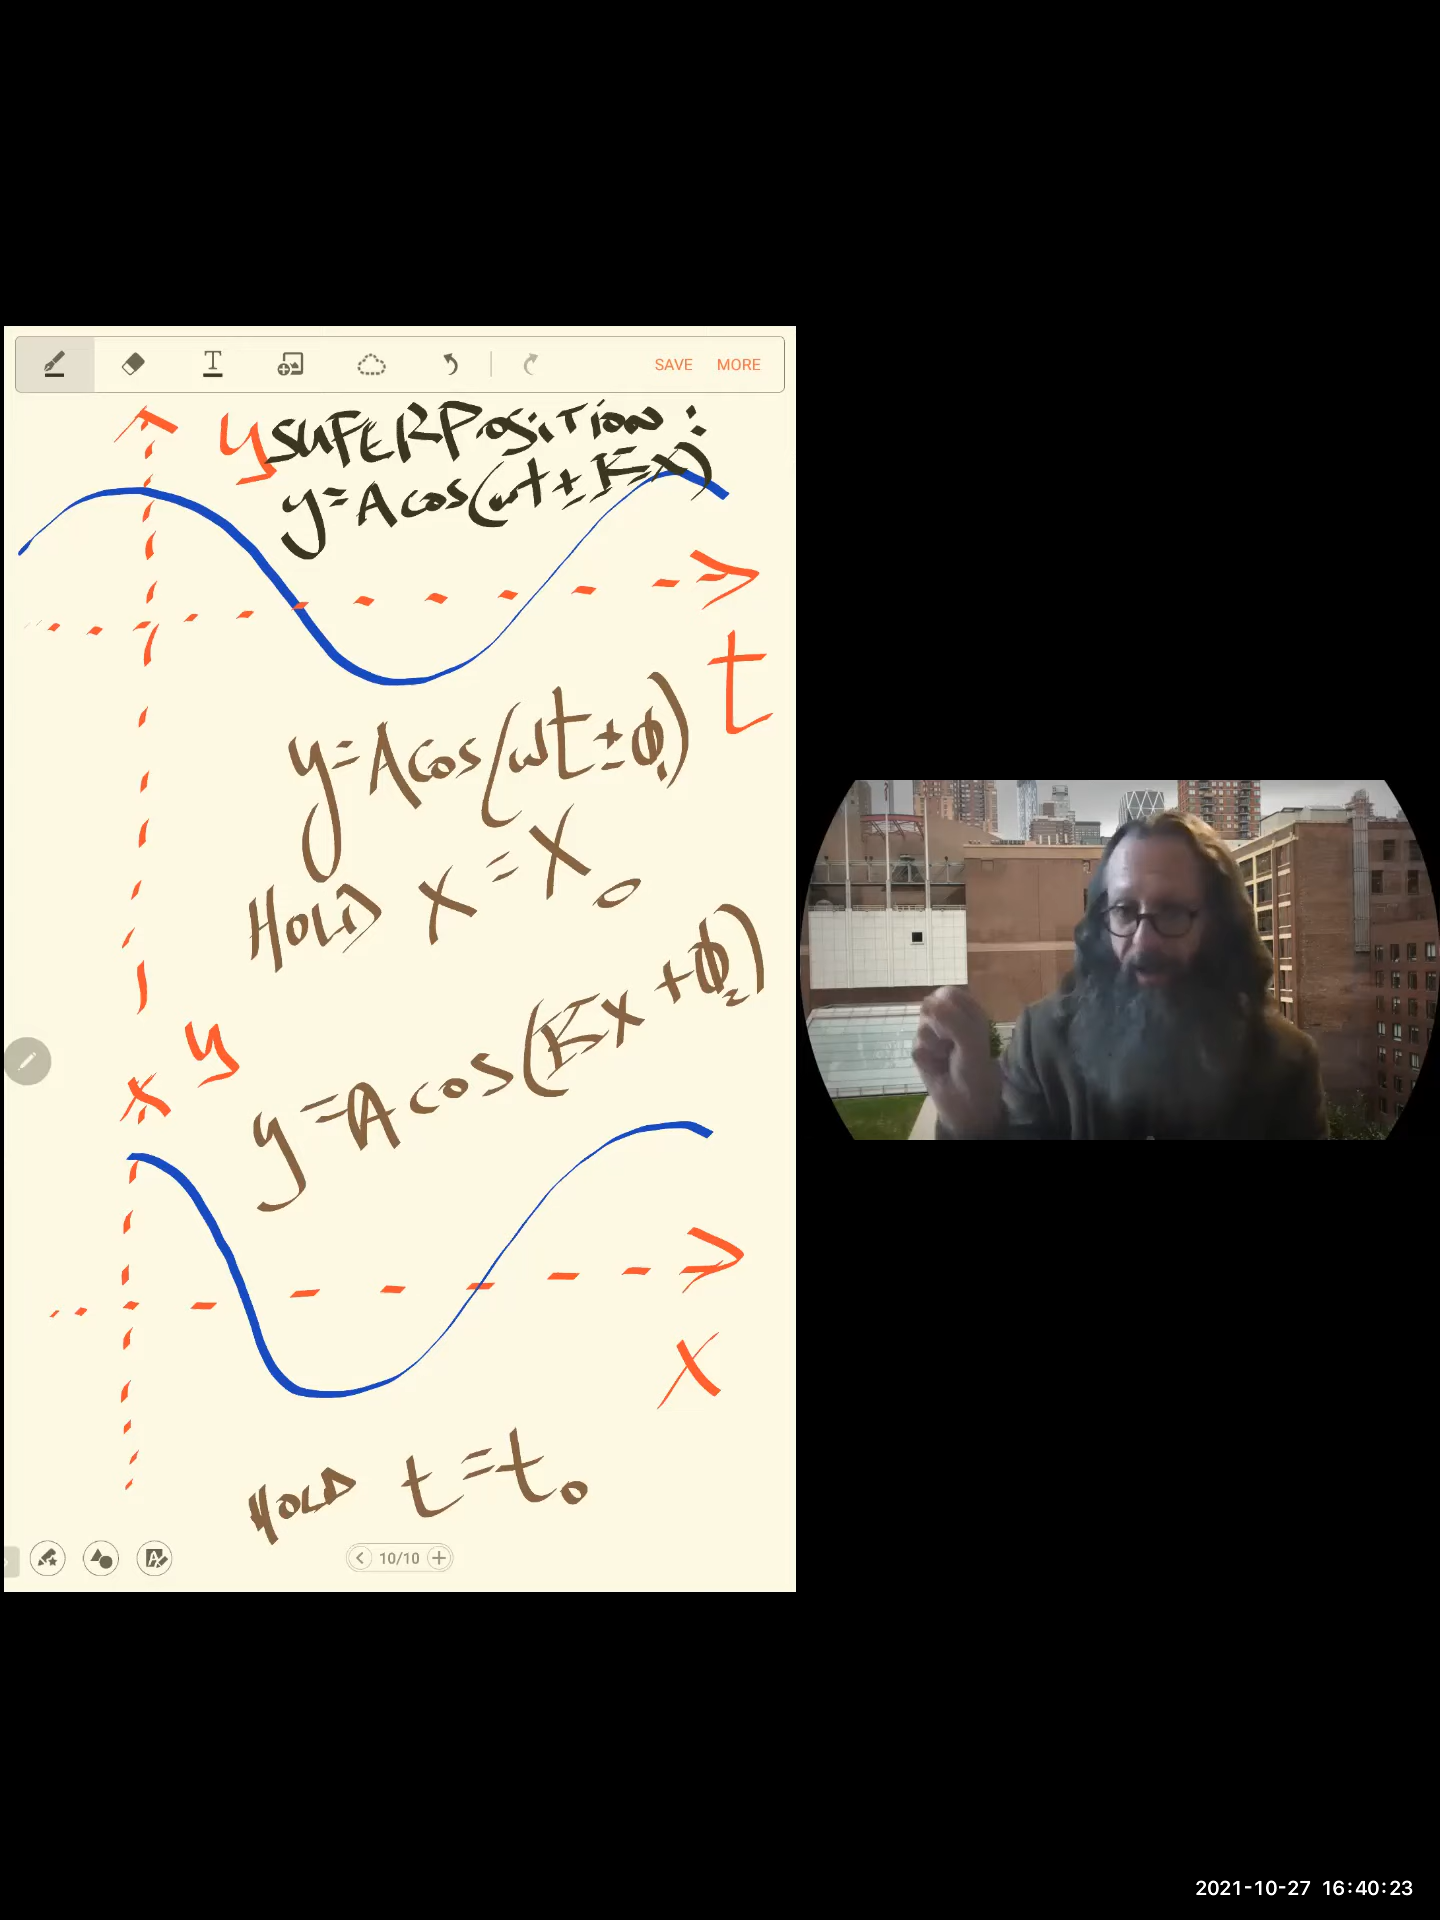 T
SAVE MORE
y SUPERPOSITION:
y=Acos(ωt±Kx)
t
y=Acos(ωt±ϕ₁)
HOLD x=x₀
y=Acos(Kx+ϕ₂)
y
x
HOLD t=t₀
A
10/10
2021-10-27 16:40:23